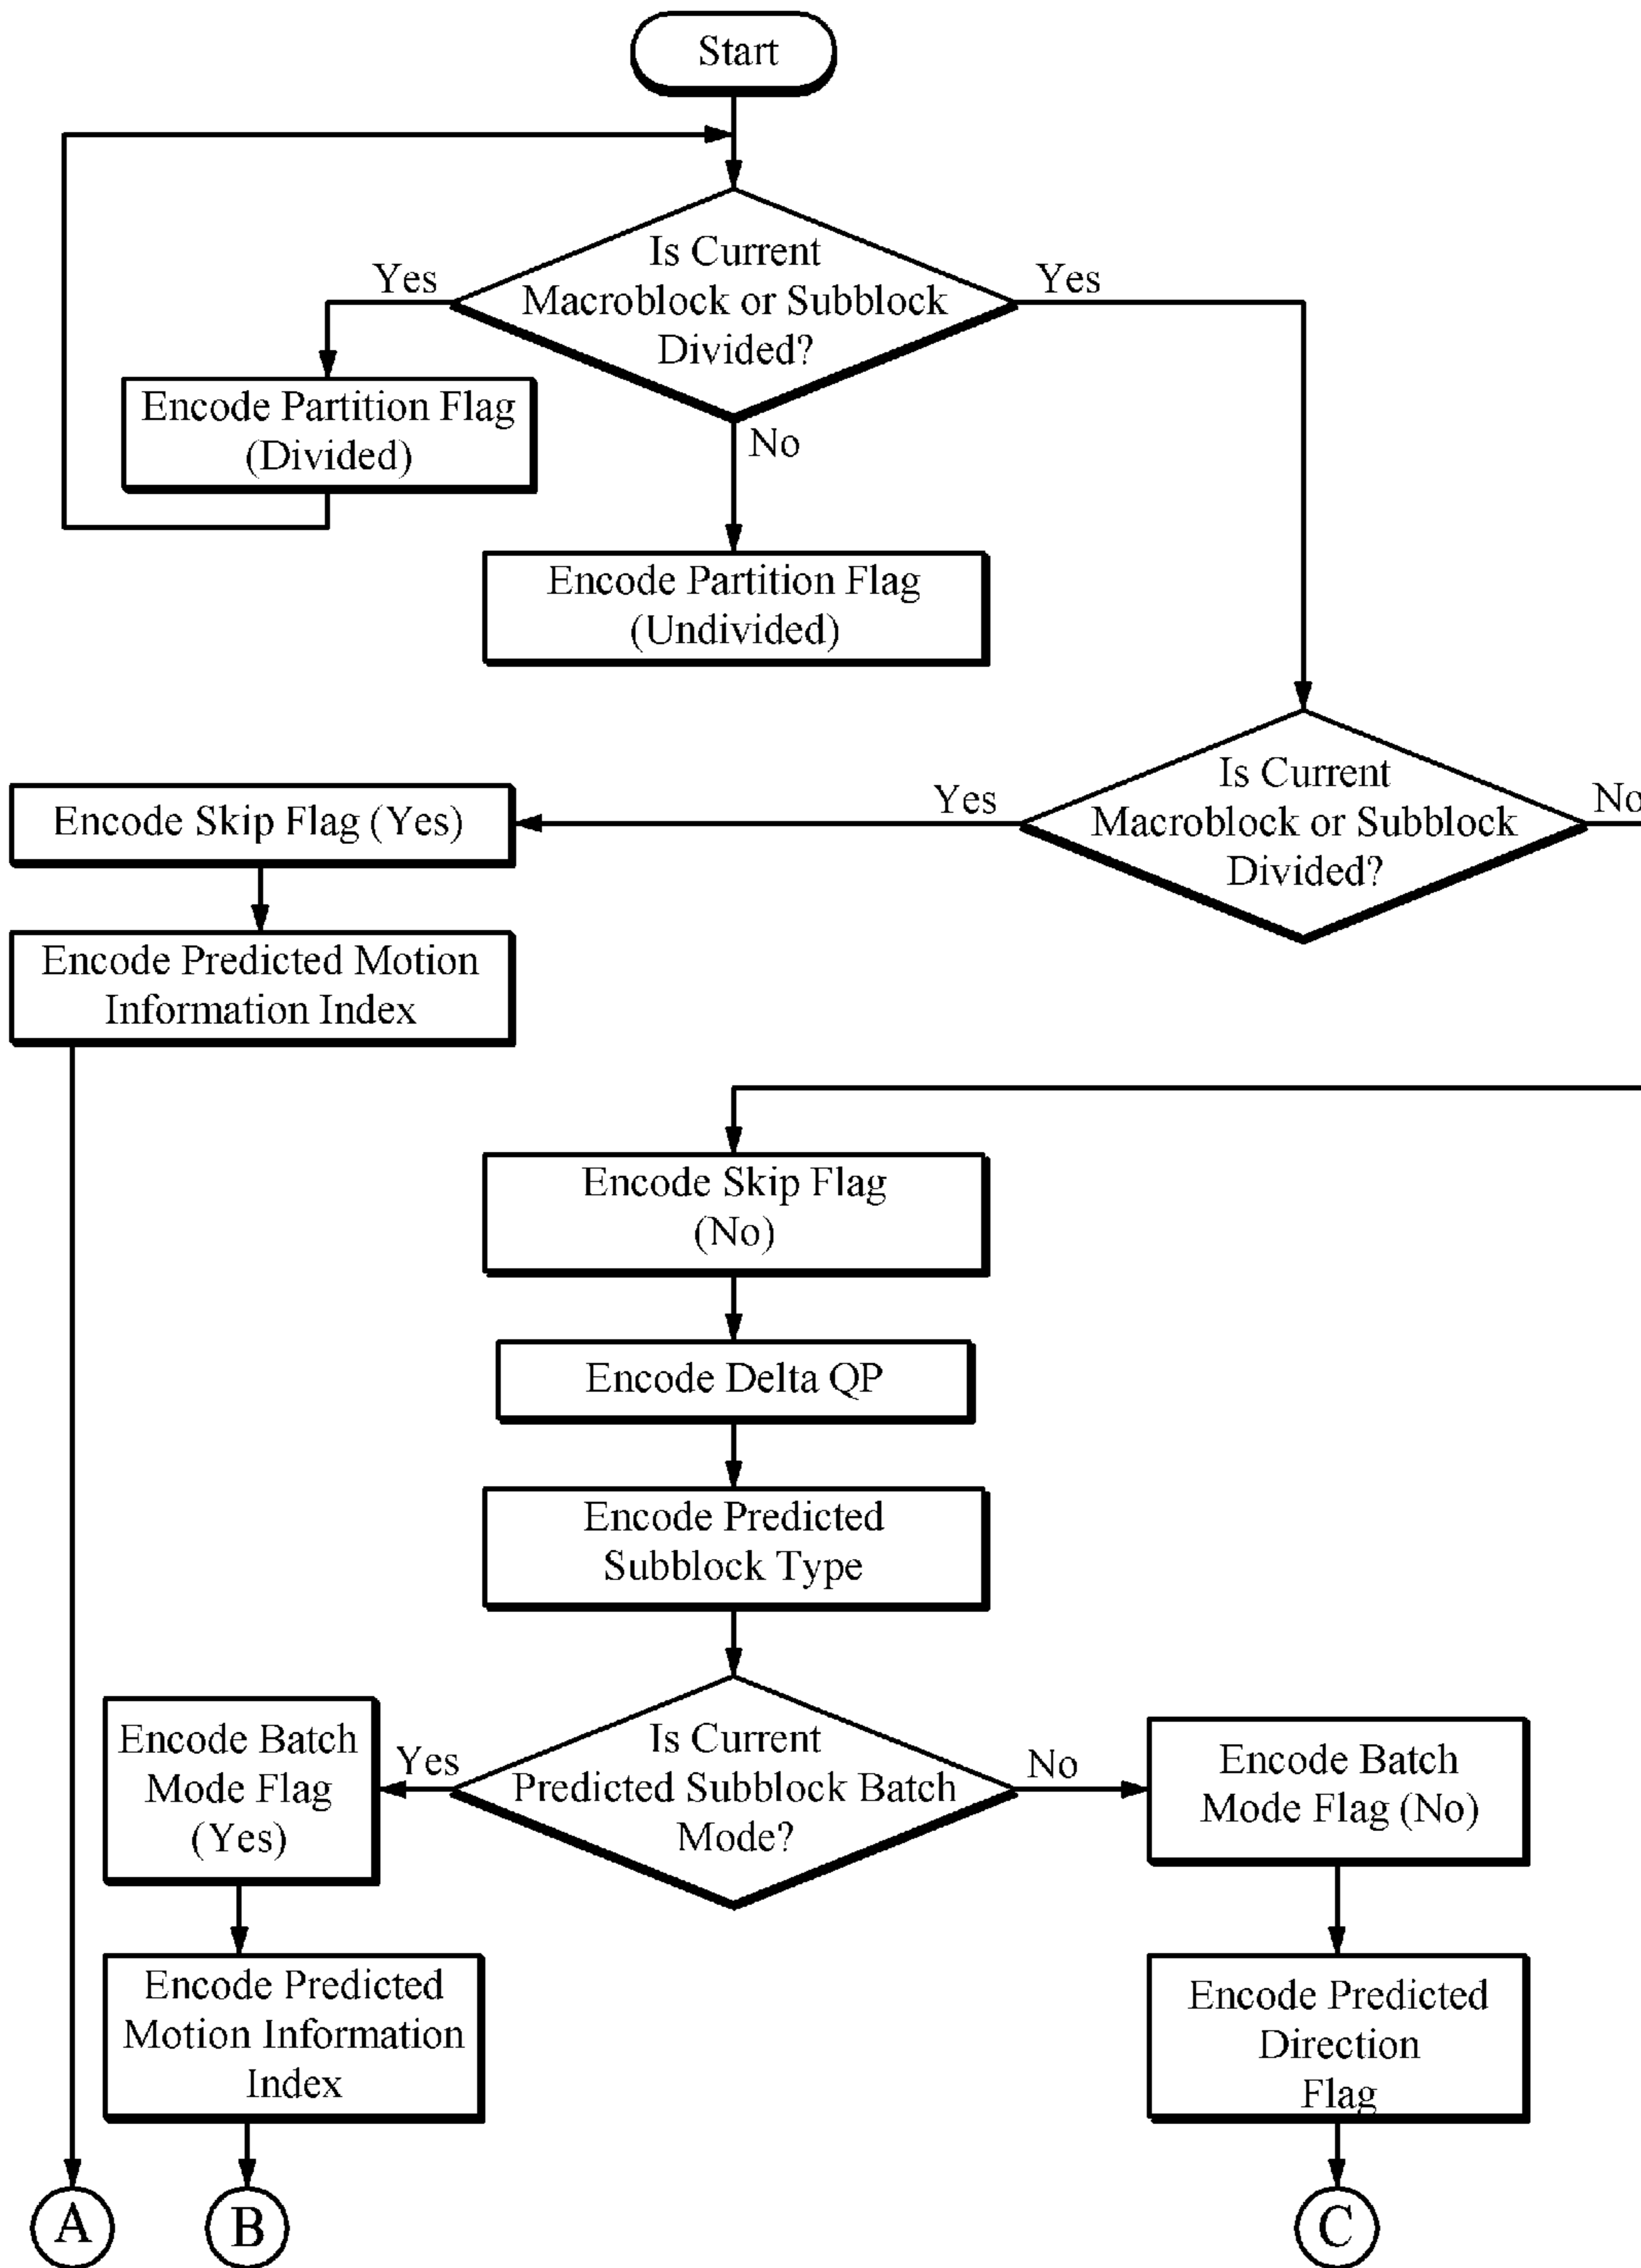 Start
Is Current
Macroblock or Subblock
Divided?
Yes
Yes
Encode Partition Flag
(Divided)
No
Encode Partition Flag
(Undivided)
Is Current
Macroblock or Subblock
Divided?
Yes
No
Encode Skip Flag (Yes)
Encode Predicted Motion
Information Index
Encode Skip Flag
(No)
Encode Delta QP
Encode Predicted
Subblock Type
Is Current
Predicted Subblock Batch
Mode?
Yes
No
Encode Batch
Mode Flag
(Yes)
Encode Batch
Mode Flag (No)
Encode Predicted
Motion Information
Index
Encode Predicted
Direction
Flag
A
B
C